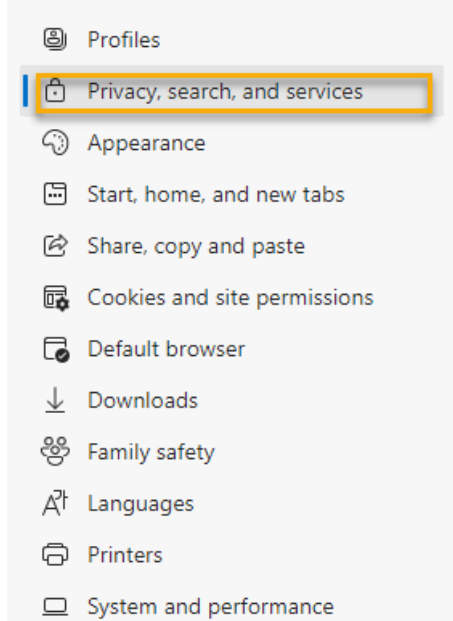 Profiles
Privacy, search, and services
Appearance
Start, home, and new tabs
Share, copy and paste
Cookies and site permissions
Default browser
Downloads
Family safety
Languages
Printers
System and performance